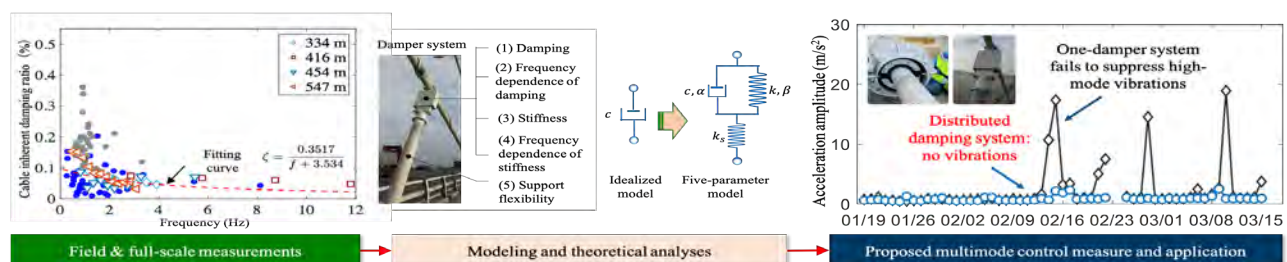 Cable inherent damping ratio (%)
0.5
0.4
0.3
0.2
0.1
0
0
2
4
6
8
10
12
334 m
416 m
454 m
547 m
Fitting
curve
ζ = 0.3517 / f + 3.534
Frequency (Hz)
Field & full-scale measurements
Damper system
(1) Damping
(2) Frequency
dependence of
damping
(3) Stiffness
(4) Frequency
dependence of
stiffness
(5) Support
flexibility
c
Idealized
model
c, α
k, β
kₛ
Five-parameter
model
Modeling and theoretical analyses
Acceleration amplitude (m/s²)
30
20
10
0
One-damper system
fails to suppress high-
mode vibrations
Distributed
damping system:
no vibrations
01/19 01/26 02/02 02/09 02/16 02/23 03/01 03/08 03/15
Proposed multimode control measure and application